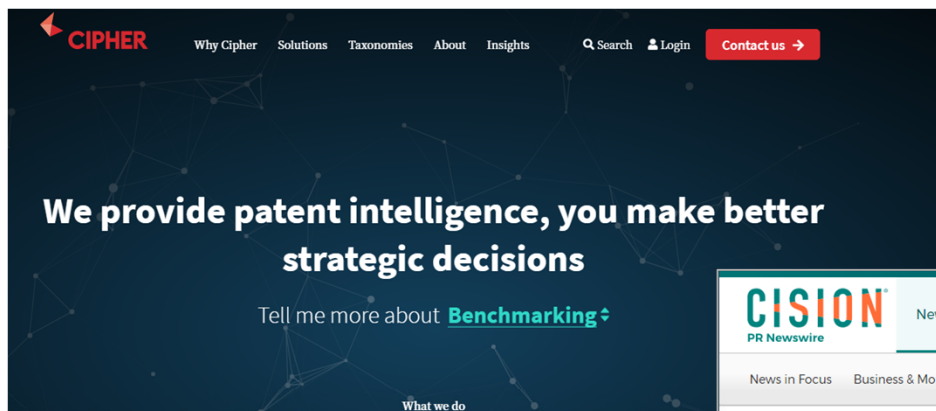 CIPHER
Why Cipher Solutions Taxonomies About Insights Search Login Contact us
We provide patent intelligence, you make better
strategic decisions
Tell me more about Benchmarking
What we do
CISION
PR Newswire
News in Focus Business & Mo